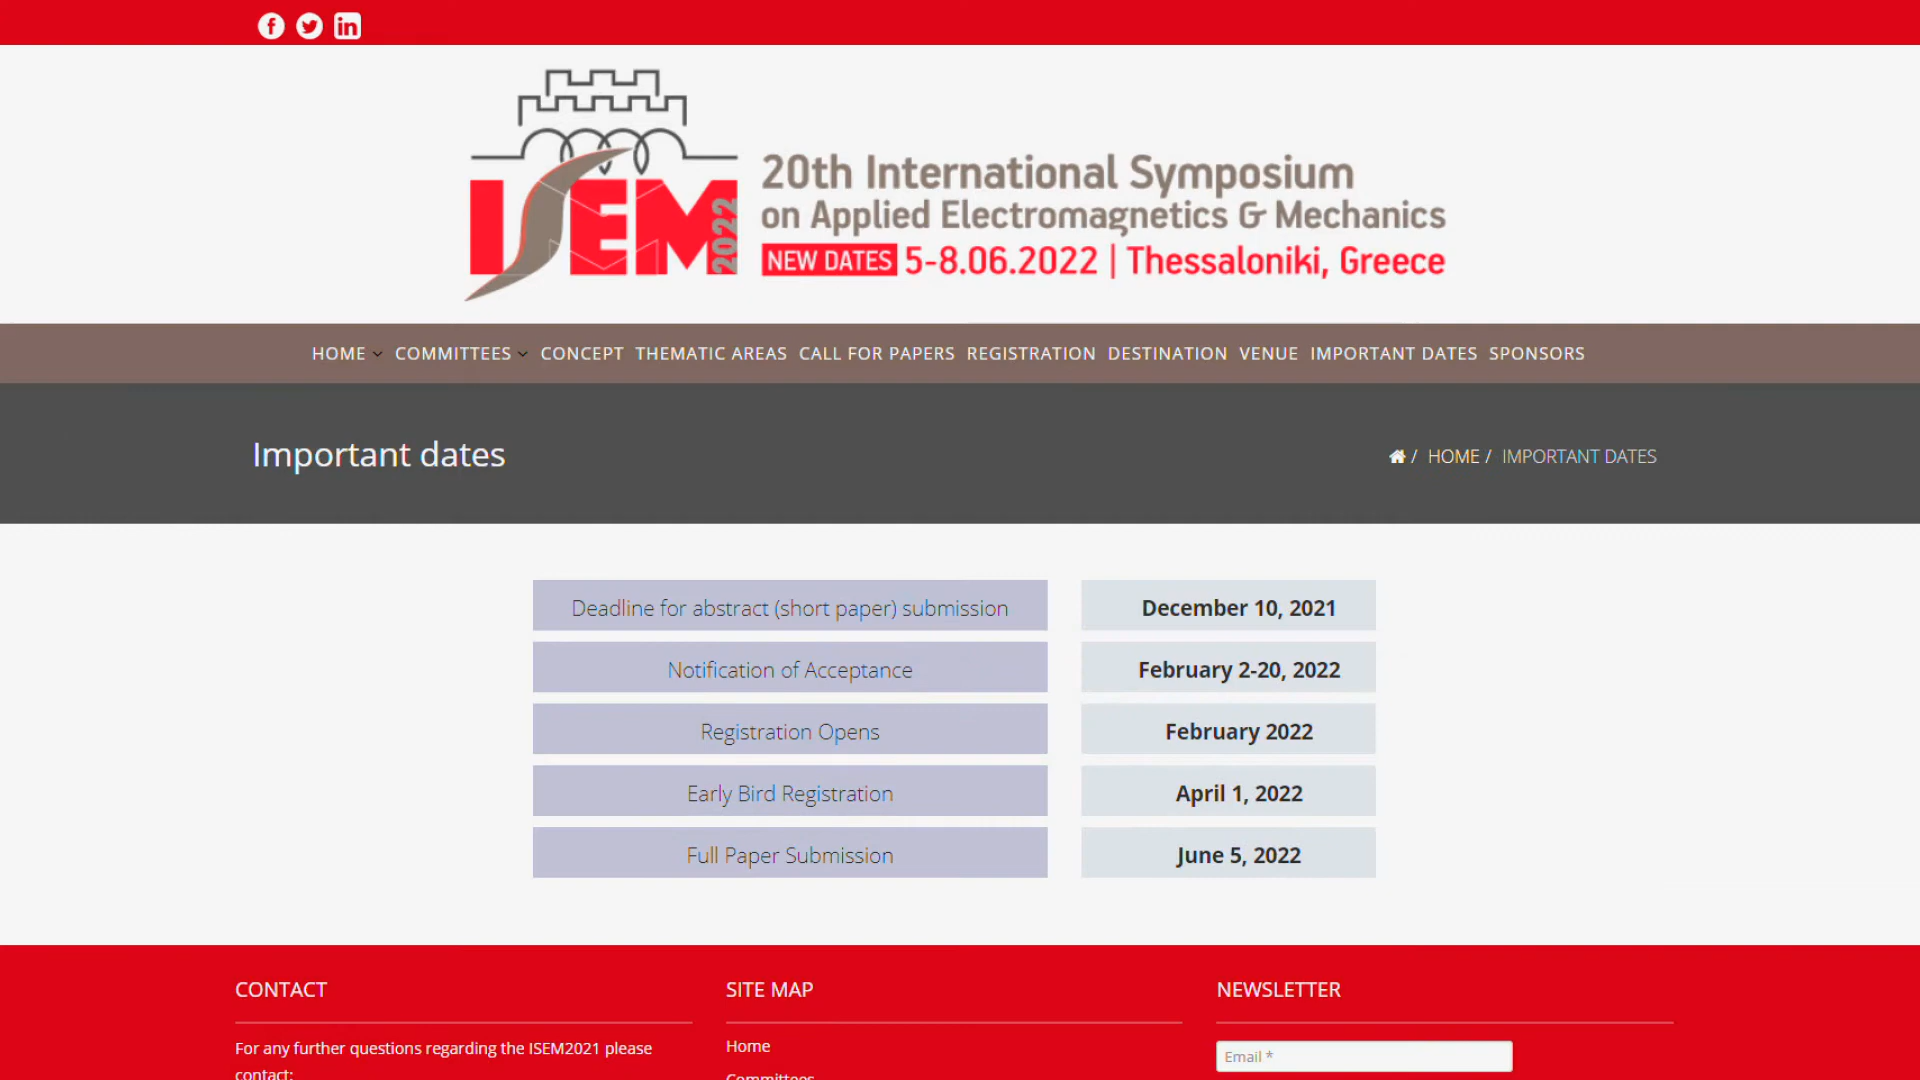 ISEM 2022
20th International Symposium
on Applied Electromagnetics & Mechanics
NEW DATES 5-8.06.2022 | Thessaloniki, Greece
HOME COMMITTEES CONCEPT THEMATIC AREAS CALL FOR PAPERS REGISTRATION DESTINATION VENUE IMPORTANT DATES SPONSORS
Important dates
/ HOME / IMPORTANT DATES
Deadline for abstract (short paper) submission December 10, 2021
Notification of Acceptance February 2-20, 2022
Registration Opens February 2022
Early Bird Registration April 1, 2022
Full Paper Submission June 5, 2022
CONTACT SITE MAP NEWSLETTER
For any further questions regarding the ISEM2021 please
contact:
Home
Committees
Email *